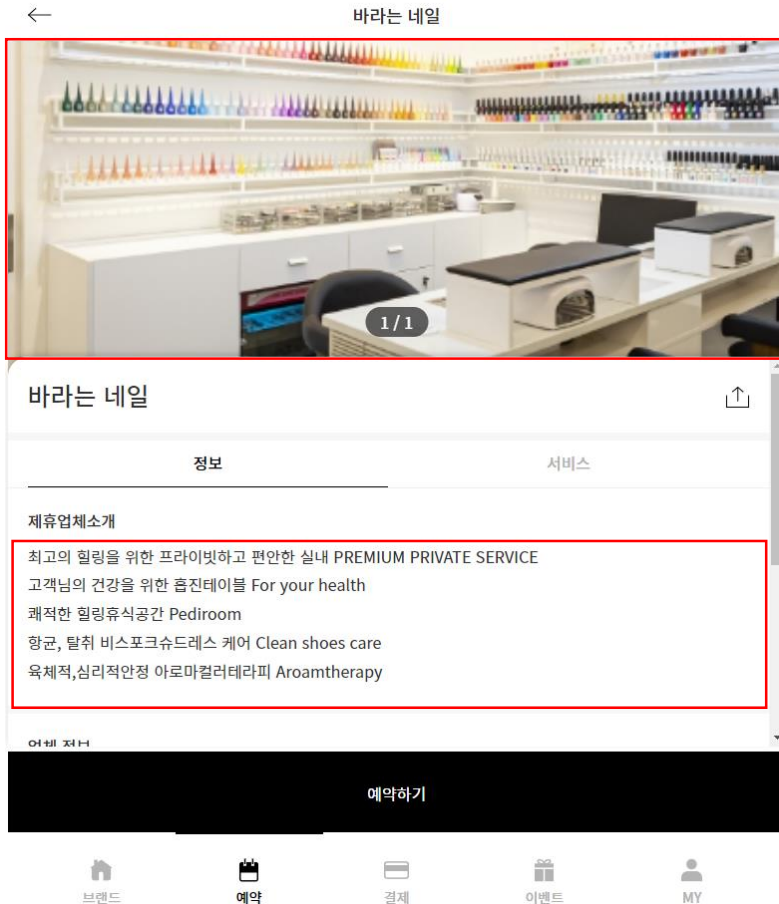 바라는 네일
1 / 1
바라는 네일
정보 서비스
제휴업체소개
최고의 힐링을 위한 프라이빗하고 편안한 실내 PREMIUM PRIVATE SERVICE
고객님의 건강을 위한 흡진테이블 For your health
쾌적한 힐링휴식공간 Pediroom
항균, 탈취 비스포크슈드레스 케어 Clean shoes care
육체적,심리적안정 아로마컬러테라피 Aroamtherapy
업체 정보
예약하기
브랜드 예약 결제 이벤트 MY